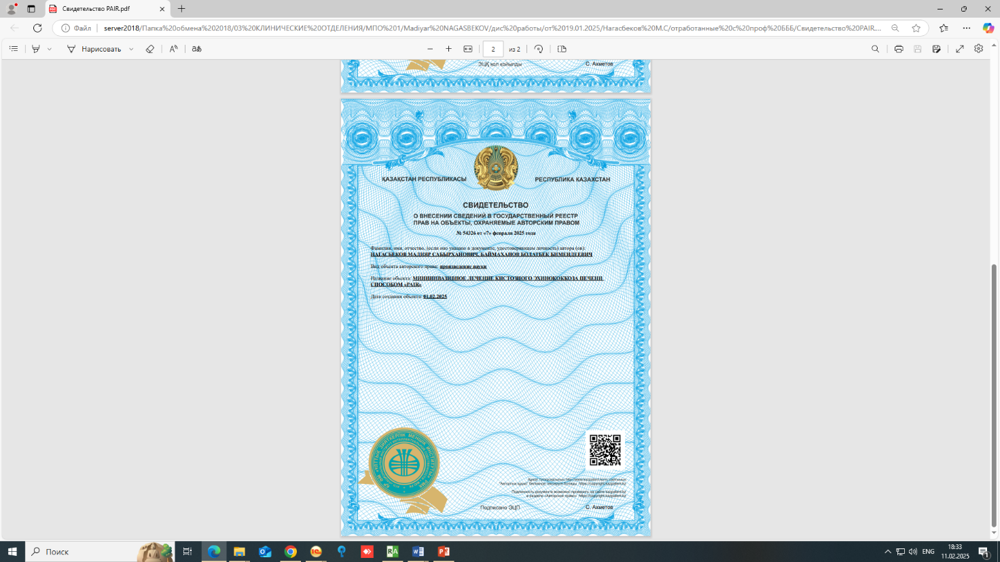 Свидетельство PAIR.pdf
Файл
server2018/Папка%20обмена%202018/03%20КЛИНИЧЕСКИЕ%20ОТДЕЛЕНИЯ/МПО%201/Madiyar%20NAGASBEKOV/дис%20работы/от%2019.01.2025/Нагасбеков%20М.С/отработанные%20с%20проф%20БББ/Свидетельство%20PAIR....
Нарисовать
2
из 2
ЭЦҚ қол қойылды
С. Ахметов
ҚАЗАҚСТАН РЕСПУБЛИКАСЫ
РЕСПУБЛИКА КАЗАХСТАН
СВИДЕТЕЛЬСТВО
О ВНЕСЕНИИ СВЕДЕНИЙ В ГОСУДАРСТВЕННЫЙ РЕЕСТР
ПРАВ НА ОБЪЕКТЫ, ОХРАНЯЕМЫЕ АВТОРСКИМ ПРАВОМ
№ 54326 от «7» февраля 2025 года
Фамилия, имя, отчество, (если оно указано в документе, удостоверяющем личность) автора (ов):
НАГАСБЕКОВ МАДИЯР САБЫРХАНОВИЧ, БАЙМАХАНОВ БОЛАТБЕК БИМЕНДЕЕВИЧ
Вид объекта авторского права: произведение науки
Название объекта: МИНИИНВАЗИВНОЕ ЛЕЧЕНИЕ КИСТОЗНОГО ЭХИНОКОККОЗА ПЕЧЕНИ
СПОСОБОМ «PAIR»
Дата создания объекта: 01.02.2025
Подлинность документа возможно проверить на сайте kazpatent.kz
в разделе «Авторское право» https://copyright.kazpatent.kz
Подписано ЭЦП
С. Ахметов
Поиск
ENG
18:33
11.02.2025